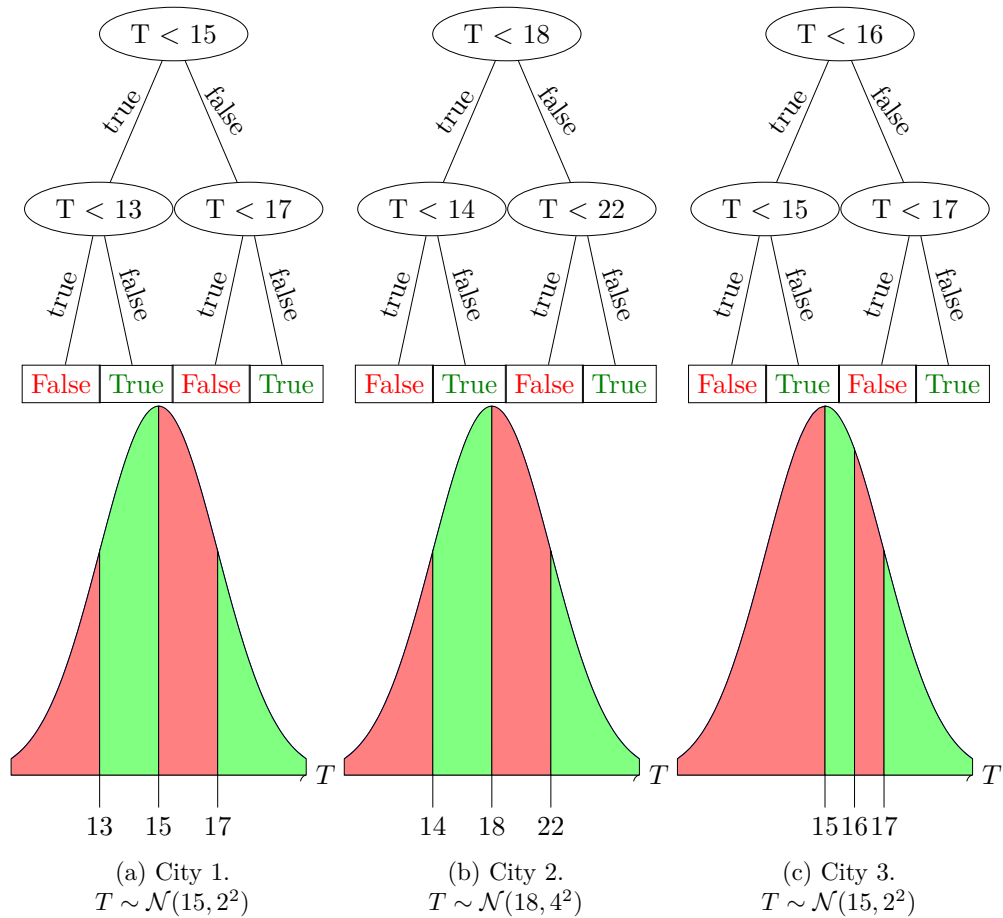 T < 15
true
false
T < 13
T < 17
true
false
true
false
False True False True
T
13 15 17
(a) City 1.
T ∼ 𝒩(15, 2²)
T < 18
true
false
T < 14
T < 22
true
false
true
false
False True False True
T
14 18 22
(b) City 2.
T ∼ 𝒩(18, 4²)
T < 16
true
false
T < 15
T < 17
true
false
true
false
False True False True
T
15 16 17
(c) City 3.
T ∼ 𝒩(15, 2²)